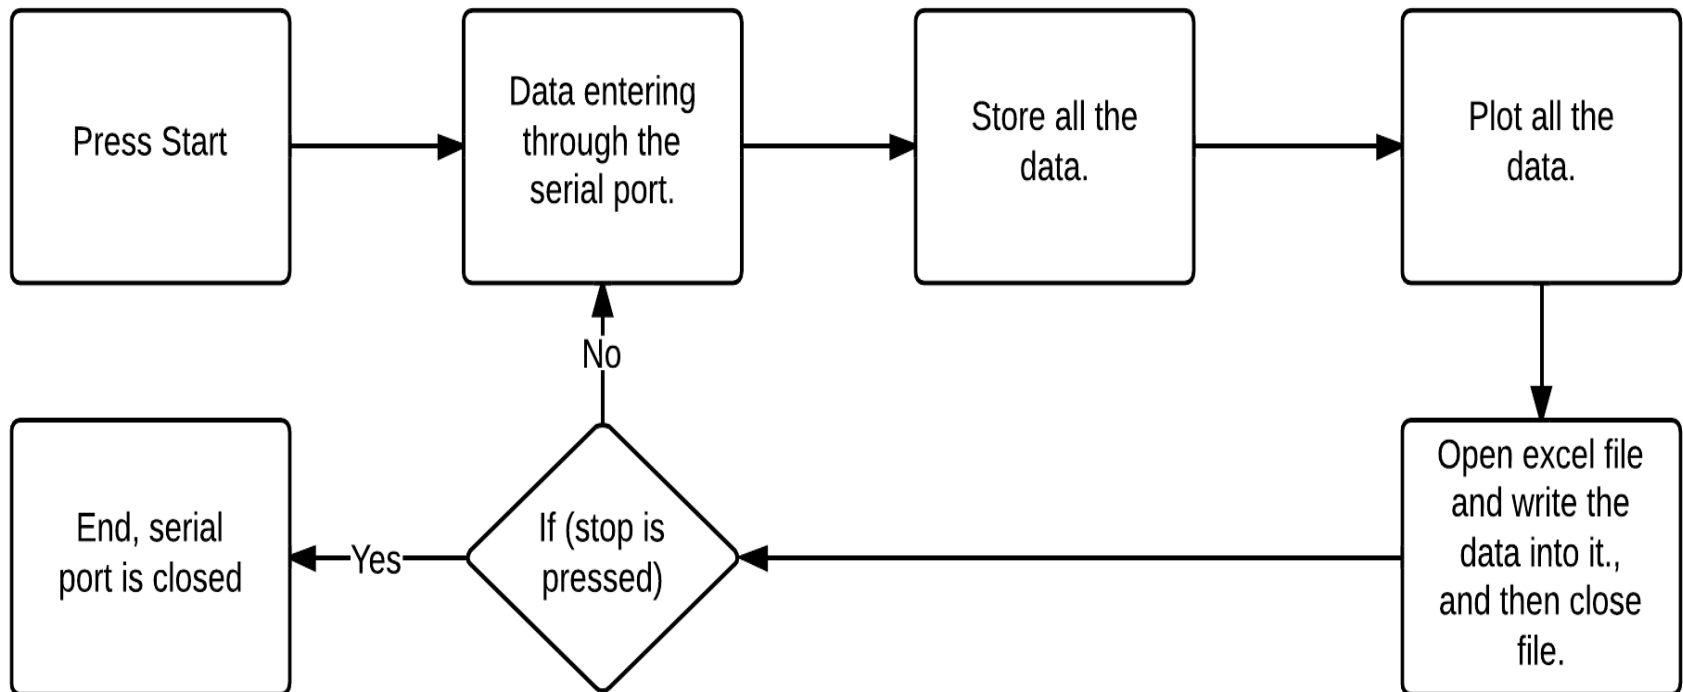 Press Start
Data entering
through the
serial port.
Store all the
data.
Plot all the
data.
No
End, serial
port is closed
Yes
If (stop is
pressed)
Open excel file
and write the
data into it.,
and then close
file.